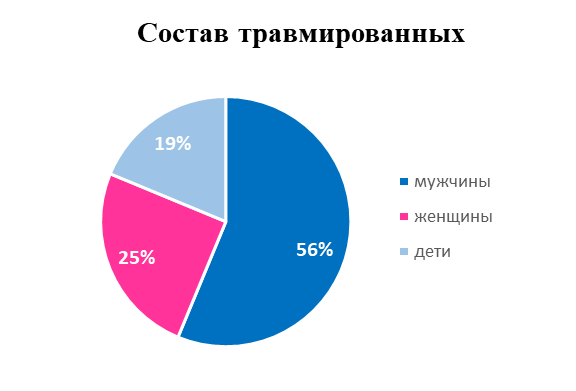 Состав травмированных
19%
25%
56%
мужчины
женщины
дети